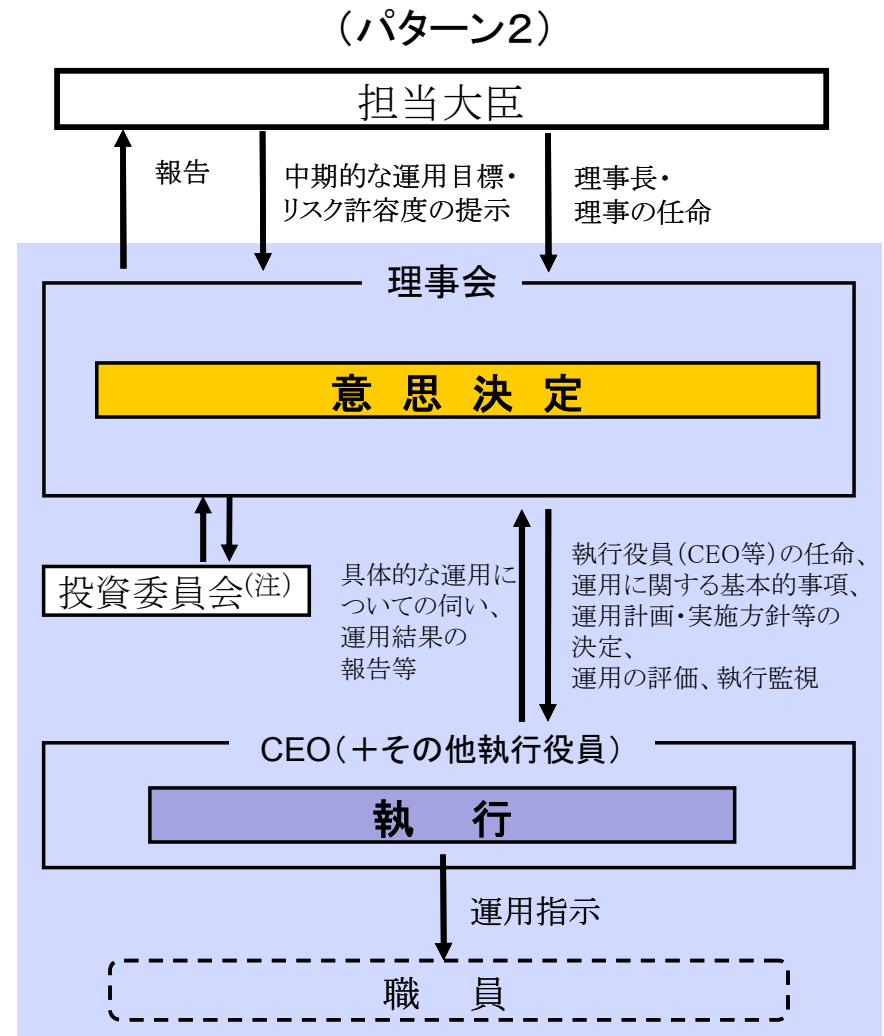 （パターン２）
担当大臣
報告
中期的な運用目標・
リスク許容度の提示
理事長・
理事の任命
理事会
意 思 決 定
投資委員会(注)
具体的な運用に
ついての伺い、
運用結果の
報告等
執行役員（CEO等）の任命、
運用に関する基本的事項、
運用計画・実施方針等の
決定、
運用の評価、執行監視
CEO（＋その他執行役員）
執 行
運用指示
職 員